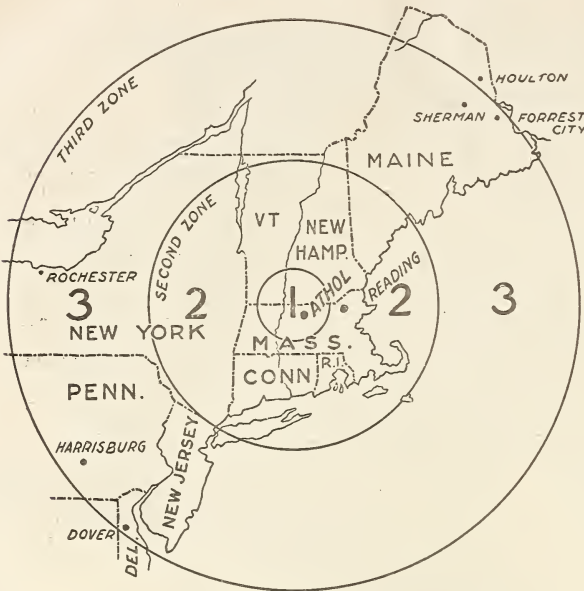 THIRD ZONE
HOULTON
SHERMAN
FORREST
CITY
MAINE
SECOND ZONE
VT
NEW
HAMP.
ROCHESTER
3
2
1.
ATHOL
READING
2
3
NEW YORK
MASS.
CONN
R.I.
PENN.
HARRISBURG
NEW JERSEY
DOVER
DEL.